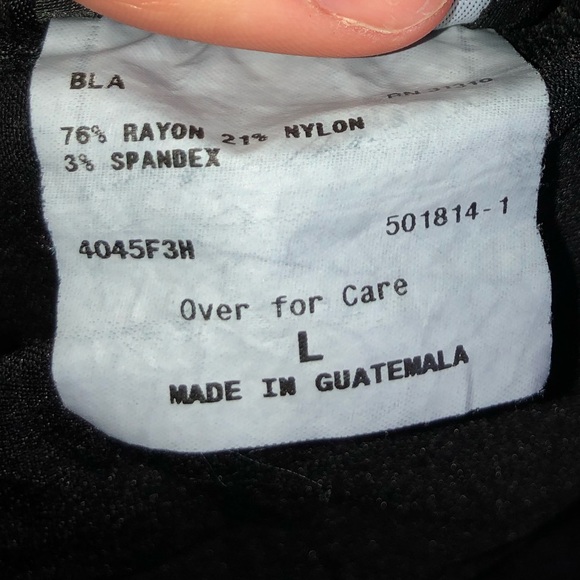 BLA
76% RAYON 21% NYLON
3% SPANDEX
501814-1
4045F3H
Over for Care
L
MADE IN GUATEMALA